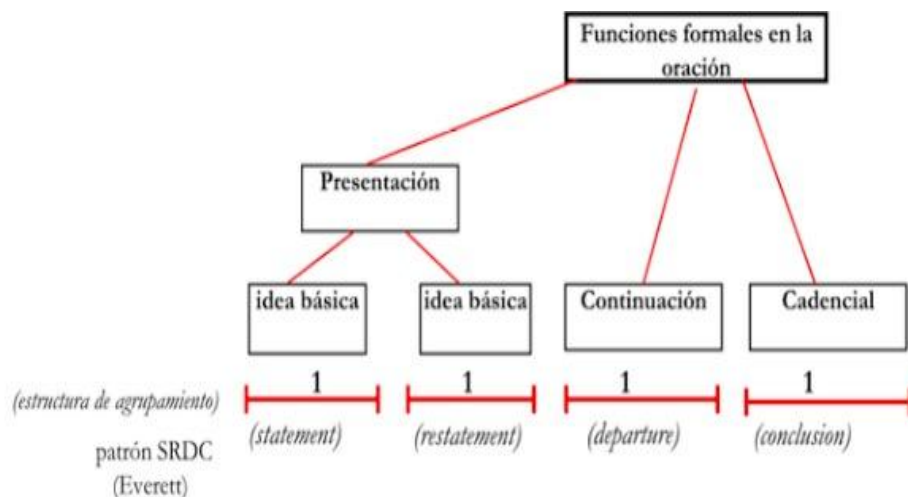 Funciones formales en la
oración
Presentación
idea básica
idea básica
Continuación
Cadencial
(estructura de agrupamiento)
1
1
1
1
patrón SRDC
(Everett)
(statement)
(restatement)
(departure)
(conclusion)